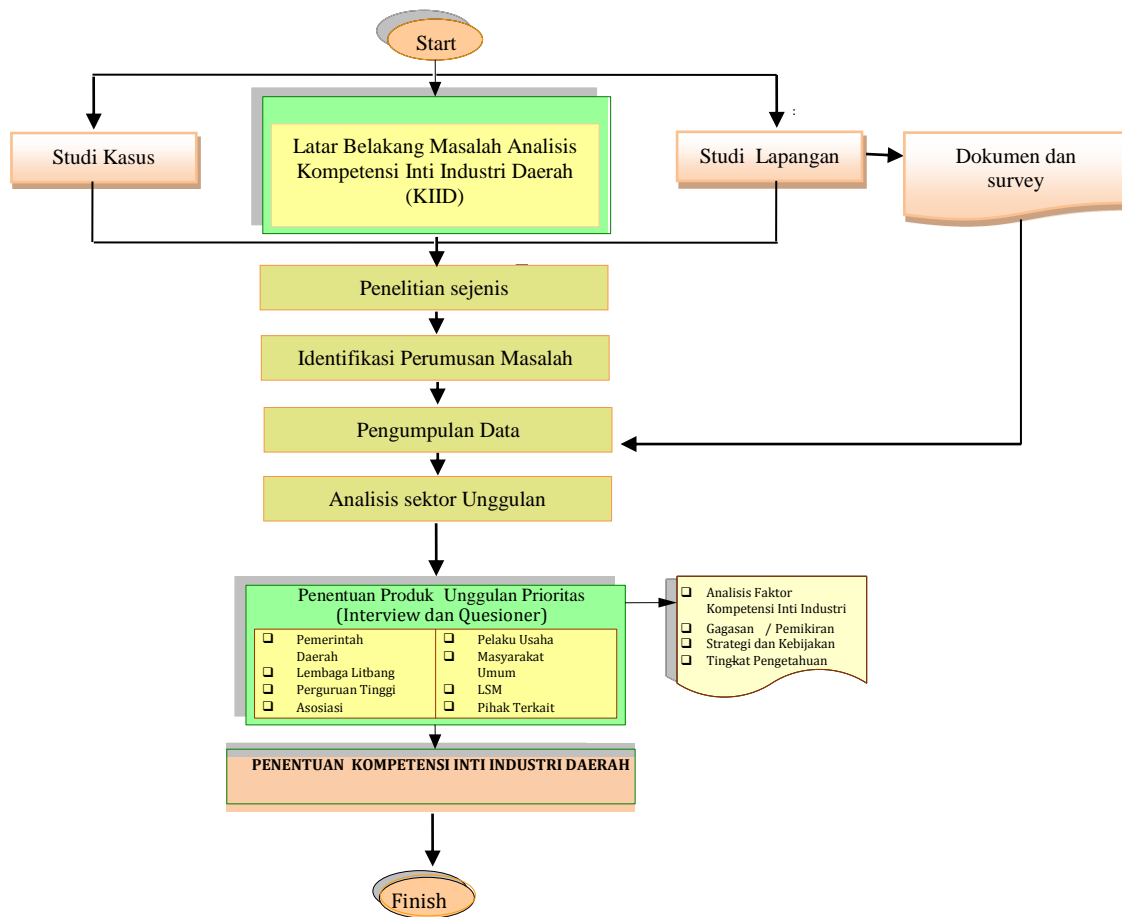 Start
:
Studi Kasus
Latar Belakang Masalah Analisis
Kompetensi Inti Industri Daerah
(KIID)
Studi Lapangan
Dokumen dan
survey
Penelitian sejenis
Identifikasi Perumusan Masalah
Pengumpulan Data
Analisis sektor Unggulan
Penentuan Produk Unggulan Prioritas
(Interview dan Quesioner)
Pemerintah
Daerah
Lembaga Litbang
Perguruan Tinggi
Asosiasi
Pelaku Usaha
Masyarakat
Umum
LSM
Pihak Terkait
Analisis Faktor
Kompetensi Inti Industri
Gagasan / Pemikiran
Strategi dan Kebijakan
Tingkat Pengetahuan
PENENTUAN KOMPETENSI INTI INDUSTRI DAERAH
Finish